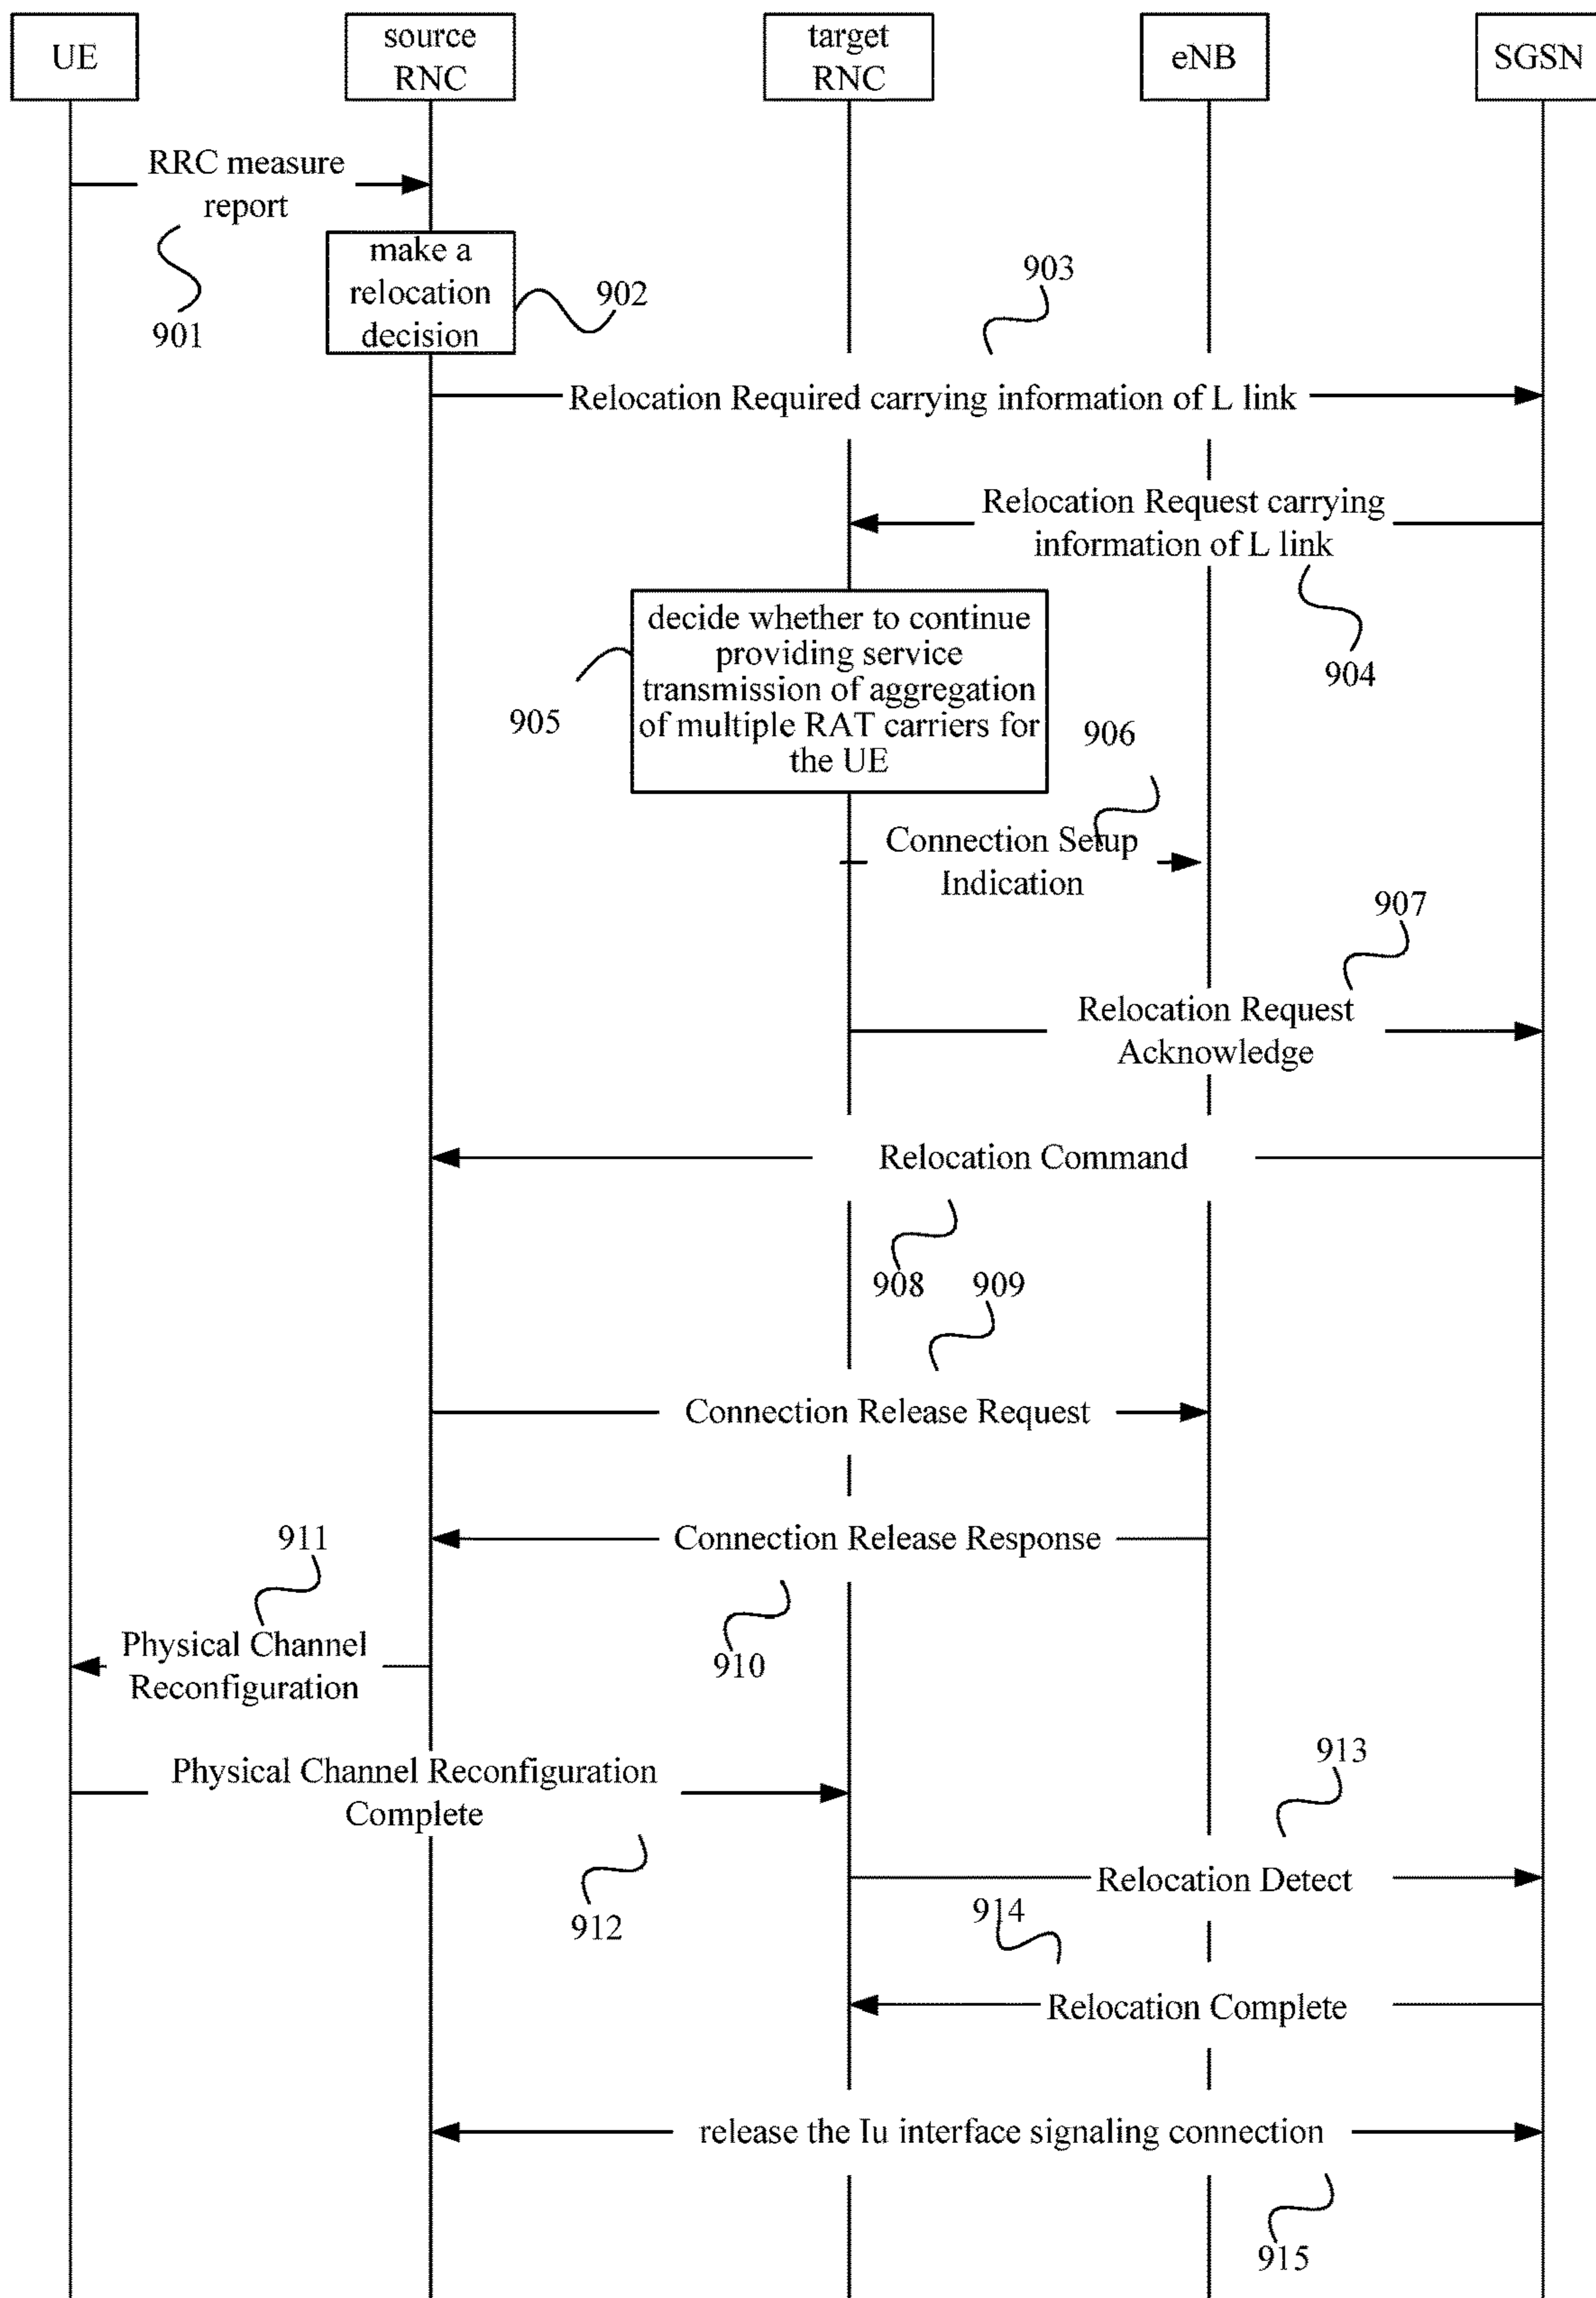 UE
source
RNC
target
RNC
eNB
SGSN
RRC measure
report
901
make a
relocation
decision
902
903
Relocation Required carrying information of L link
Relocation Request carrying
information of L link
904
decide whether to continue
providing service
transmission of aggregation
of multiple RAT carriers for
the UE
905
906
Connection Setup
Indication
907
Relocation Request
Acknowledge
Relocation Command
908
909
Connection Release Request
Connection Release Response
910
911
Physical Channel
Reconfiguration
Physical Channel Reconfiguration
Complete
912
913
Relocation Detect
914
Relocation Complete
release the Iu interface signaling connection
915